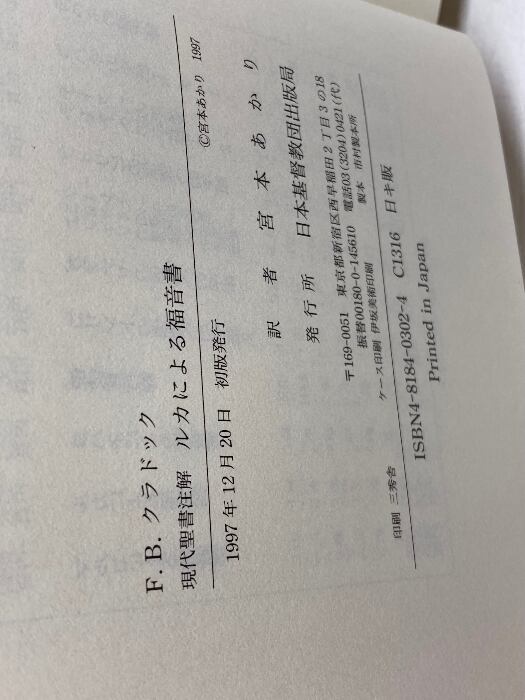 F. B. クラドック
現代聖書注解 ルカによる福音書
©宮本あかり 1997
1997年12月20日 初版発行
訳者 宮本あかり
発行所 日本基督教団出版局
〒169-0051 東京都新宿区西早稲田2丁目3の18
振替00180-0-145610 電話03(3204)0421(代)
ケース印刷 伊坂美術印刷 製本 市村製本所
印刷 三秀舎
ISBN4-8184-0302-4 C1316 日キ販
Printed in Japan